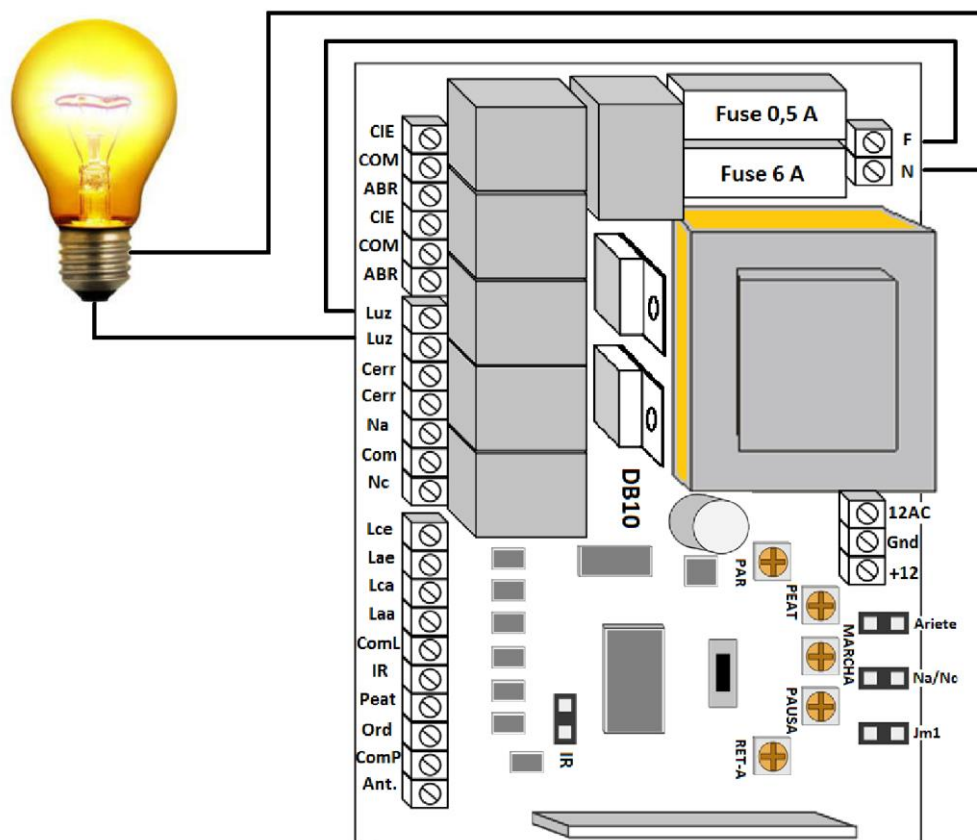 Fuse 0,5 A
Fuse 6 A
F
N
CIE
COM
ABR
CIE
COM
ABR
Luz
Luz
Cerr
Cerr
Na
Com
Nc
Lce
Lae
Lca
Laa
ComL
IR
Peat
Ord
ComP
Ant.
DB10
12AC
Gnd
+12
PAR
PEAT
MARCHA
PAUSA
RET-A
Ariete
Na/Nc
Jm1
IR